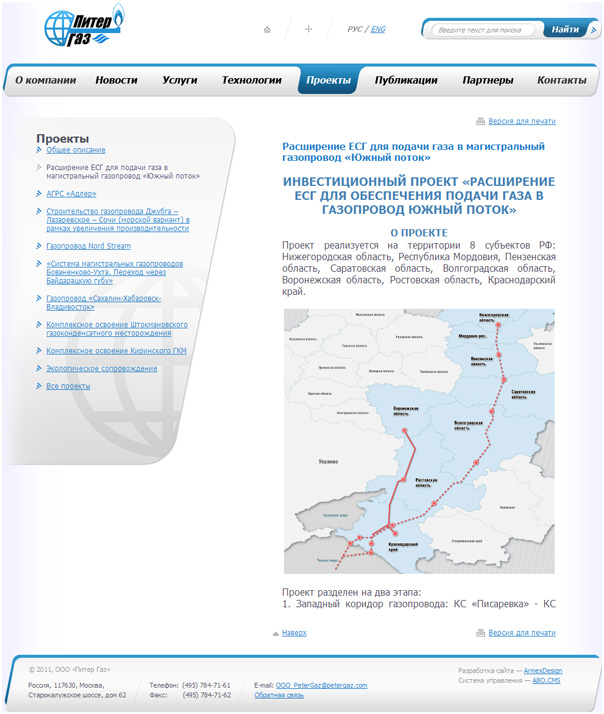 Питер
Газ
РУС / ENG
Введите текст для поиска
Найти
О компании Новости Услуги Технологии Проекты Публикации Партнеры Контакты
Проекты
Общее описание
Расширение ЕСГ для подачи газа в
магистральный газопровод «Южный поток»
АГРС «Адлер»
Строительство газопровода Джубга –
Лазаревское – Сочи (морской вариант) в
рамках увеличения производительности
Газопровод Nord Stream
«Система магистральных газопроводов
Бованенково-Ухта. Переход через
Байдарацкую губу»
Газопровод «Сахалин-Хабаровск-
Владивосток»
Комплексное освоение Штокмановского
газоконденсатного месторождения
Комплексное освоение Киринского ГКМ
Экологическое сопровождение
Все проекты
Версия для печати
Расширение ЕСГ для подачи газа в магистральный
газопровод «Южный поток»
ИНВЕСТИЦИОННЫЙ ПРОЕКТ «РАСШИРЕНИЕ
ЕСГ ДЛЯ ОБЕСПЕЧЕНИЯ ПОДАЧИ ГАЗА В
ГАЗОПРОВОД ЮЖНЫЙ ПОТОК»
О ПРОЕКТЕ
Проект реализуется на территории 8 субъектов РФ:
Нижегородская область, Республика Мордовия, Пензенская
область, Саратовская область, Волгоградская область,
Воронежская область, Ростовская область, Краснодарский
край.
Нижегородская
область
Мордовия рес.
Пензенская
область
Саратовская
область
Воронежская
область
Волгоградская
область
Украина
Ростовская
область
Краснодарский
край
Проект разделен на два этапа:
1. Западный коридор газопровода: КС «Писаревка» - КС
Наверх
Версия для печати
© 2011, ООО «Питер Газ»
Россия, 117630, Москва,
Старокалужское шоссе, дом 62
Телефон: (495) 784-71-61
Факс: (495) 784-71-62
E-mail: OOO_PeterGaz@petergaz.com
Обратная связь
Разработка сайта — ArmexDesign
Система управления — ABO.CMS